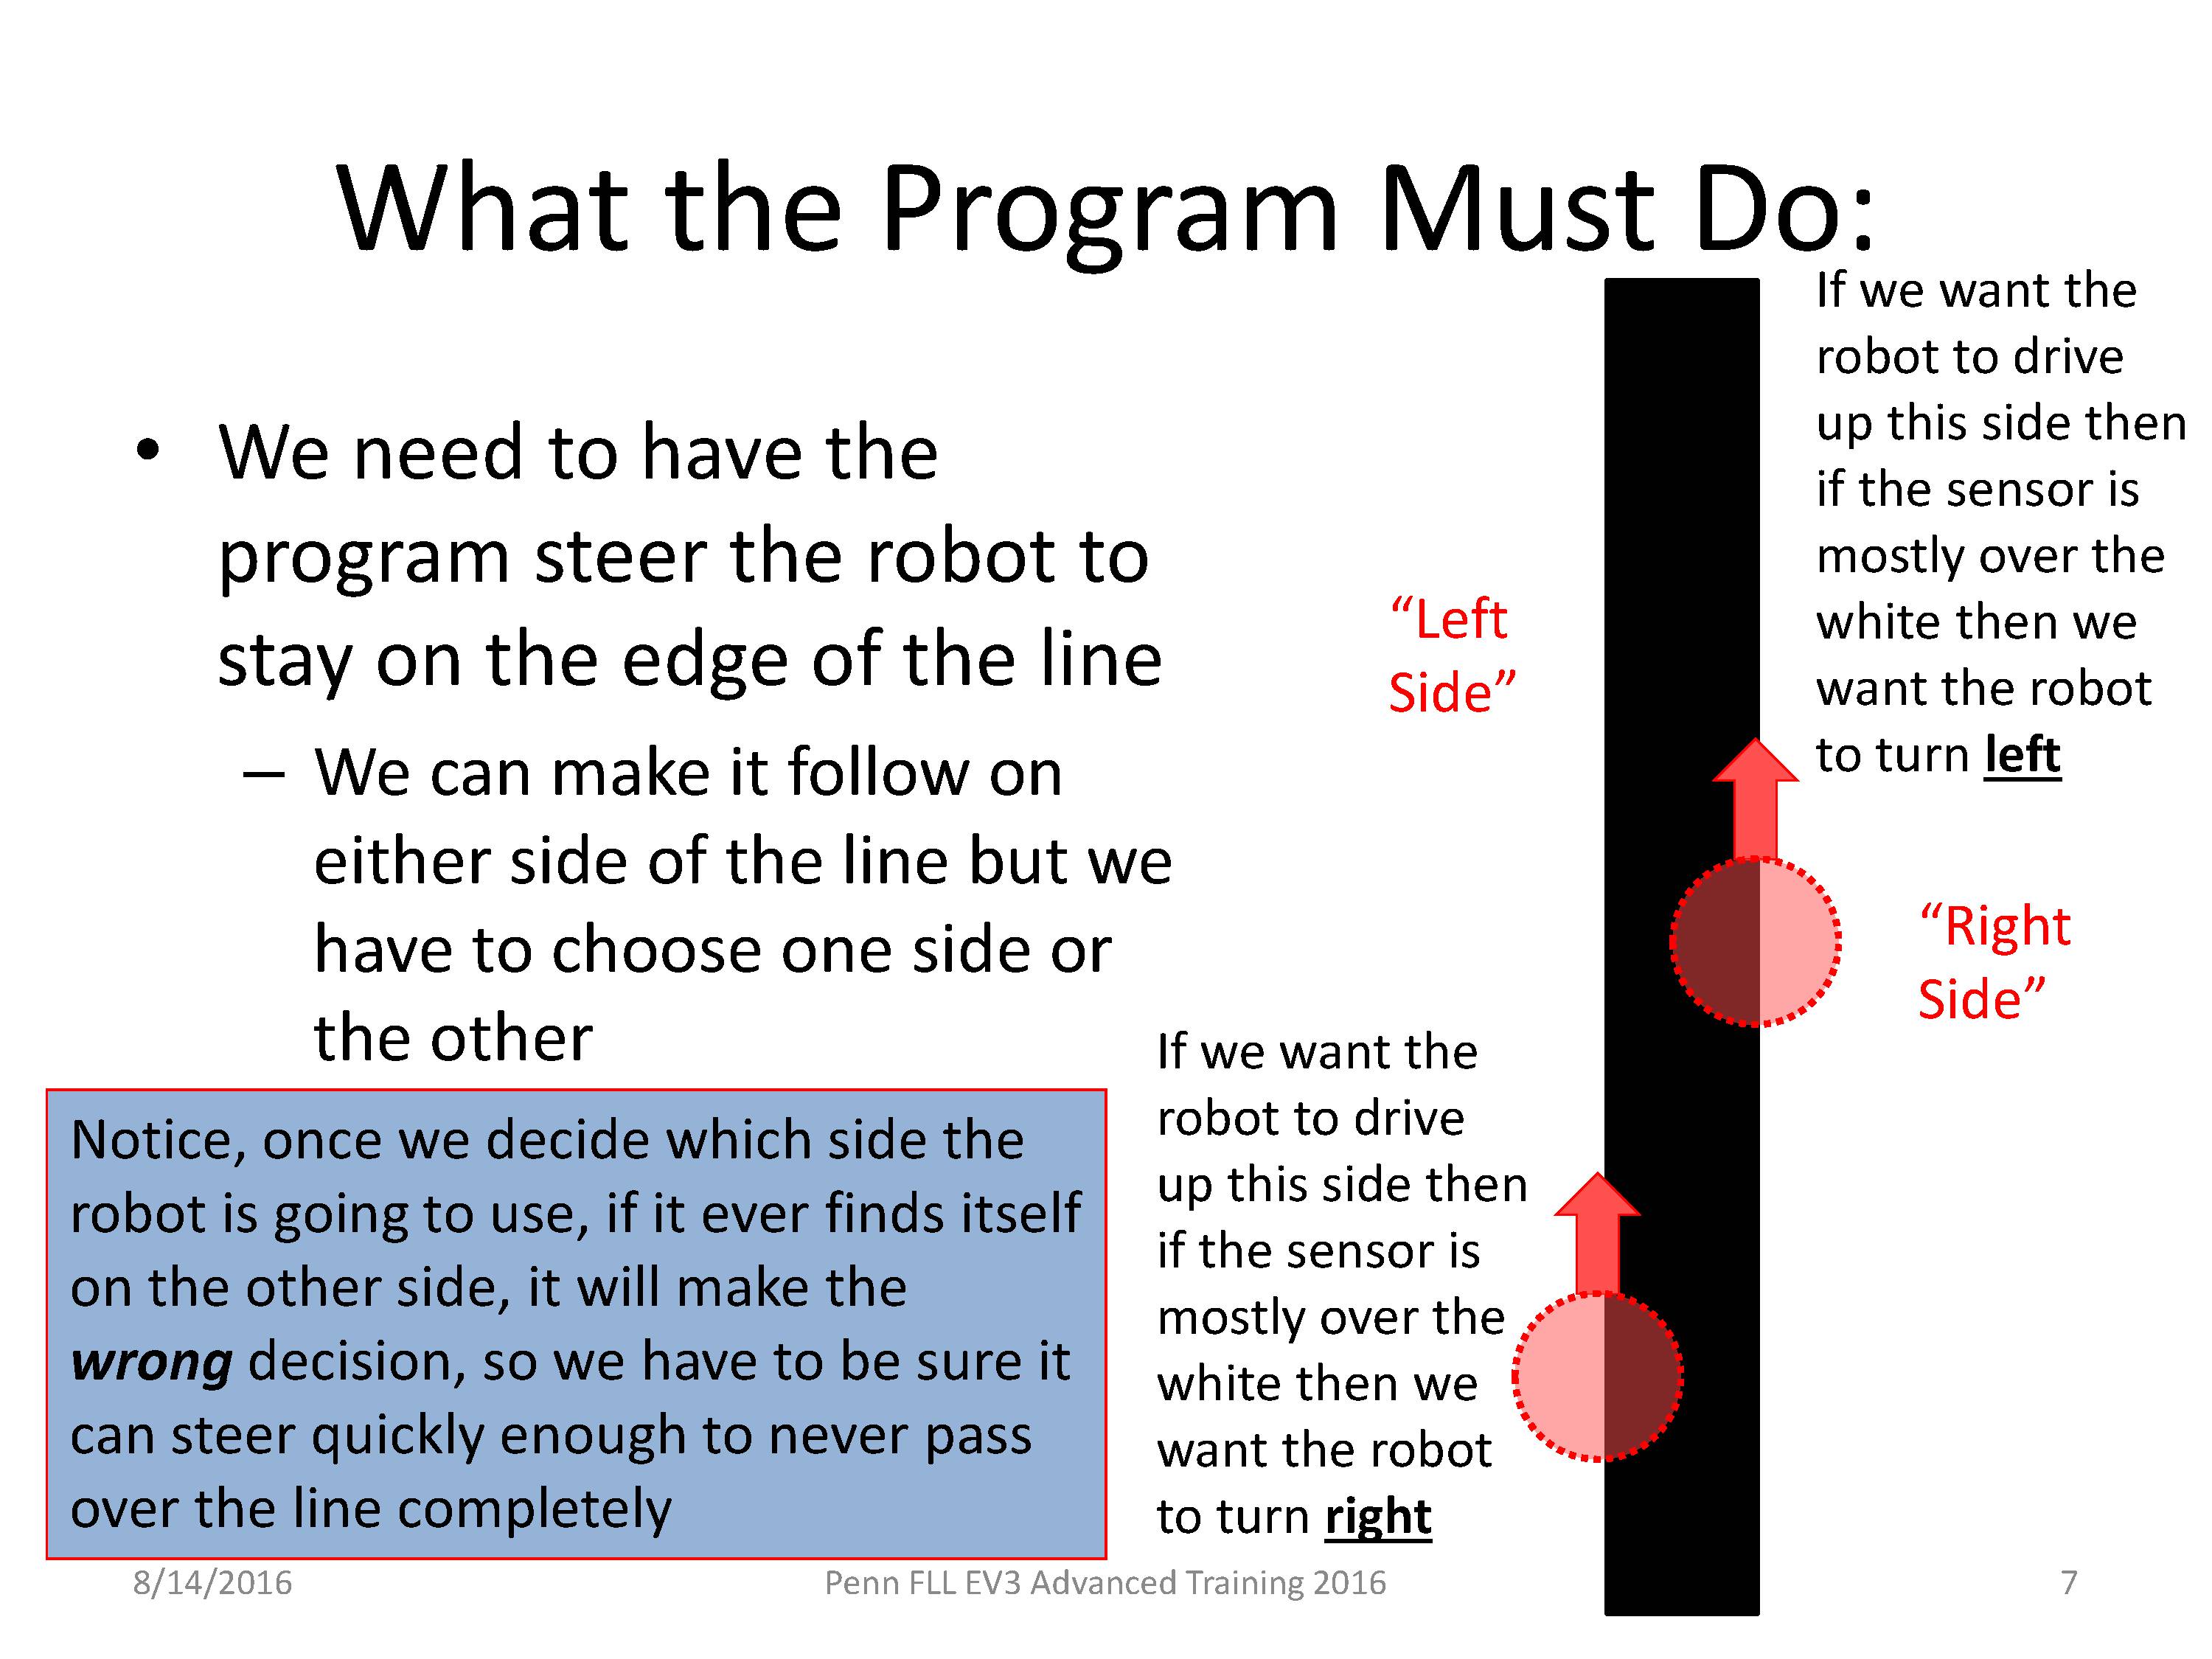 What the Program Must Do:
• We need to have the
program steer the robot to
stay on the edge of the line
– We can make it follow on
either side of the line but we
have to choose one side or
the other
Notice, once we decide which side the
robot is going to use, if it ever finds itself
on the other side, it will make the
wrong decision, so we have to be sure it
can steer quickly enough to never pass
over the line completely
“Left
Side”
If we want the
robot to drive
up this side then
if the sensor is
mostly over the
white then we
want the robot
to turn right
If we want the
robot to drive
up this side then
if the sensor is
mostly over the
white then we
want the robot
to turn left
“Right
Side”
8/14/2016
Penn FLL EV3 Advanced Training 2016
7